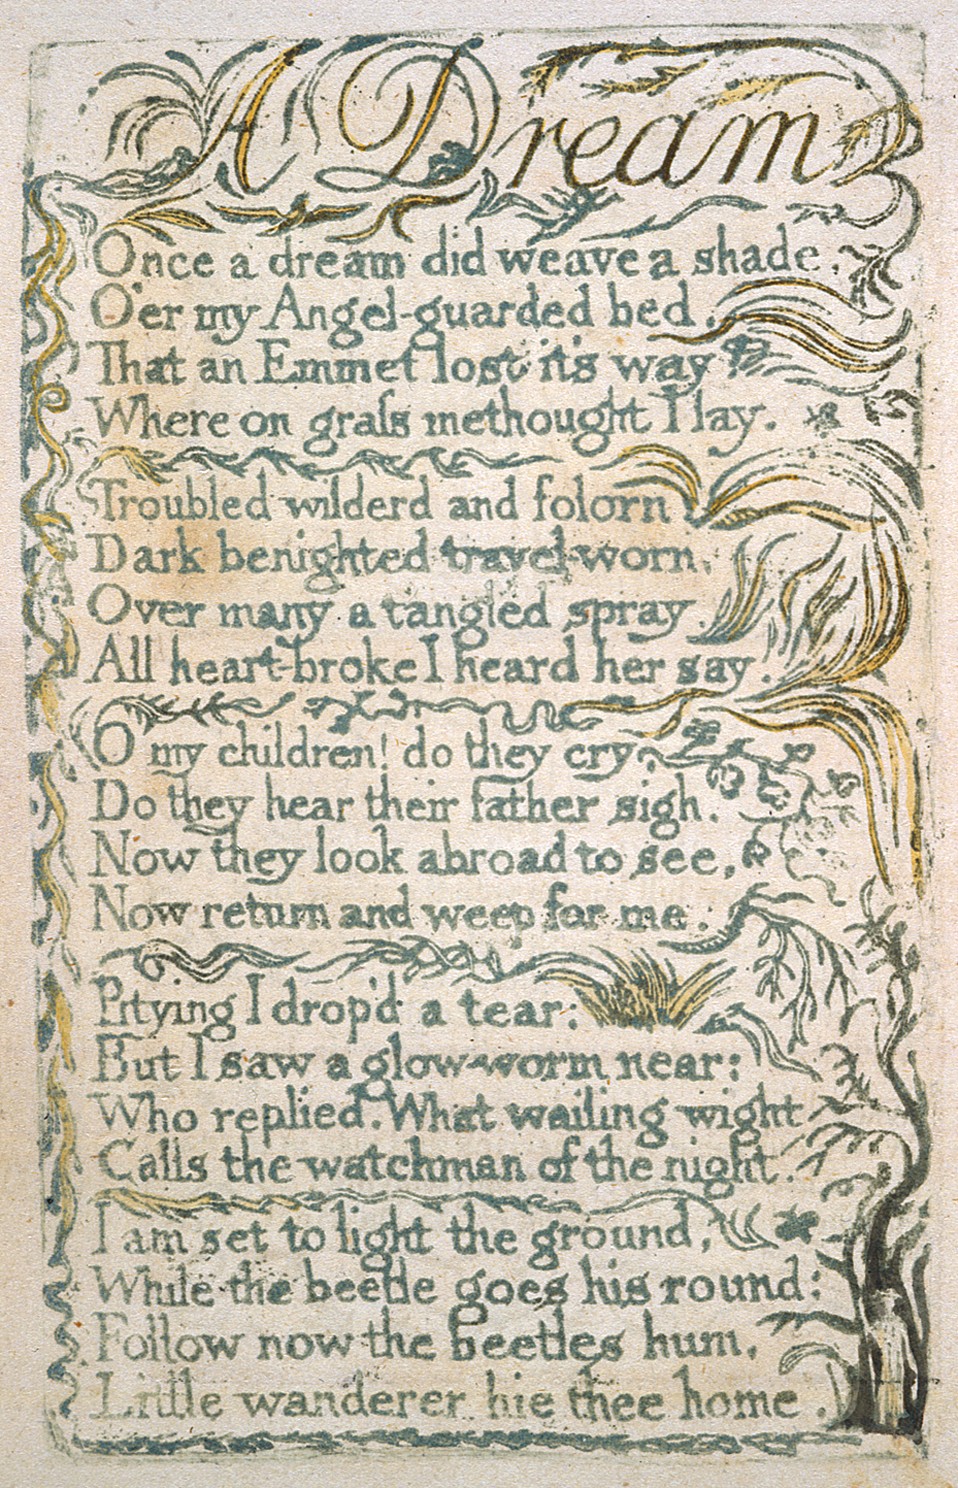 A Dream
Once a dream did weave a shade,
O'er my Angel-guarded bed,
That an Emmet lost it's way
Where on graſs methought I lay.
Troubled wilderd and folorn
Dark benighted travel-worn,
Over many a tangled spray
All heart-broke I heard her say.
O my children! do they cry,
Do they hear their father sigh.
Now they look abroad to see,
Now return and weep for me.
Pitying I drop'd a tear:
But I saw a glow-worm near:
Who replied. What wailing wight
Calls the watchman of the night.
I am set to light the ground,
While the beetle goes his round:
Follow now the beetles hum,
Little wanderer hie thee home.